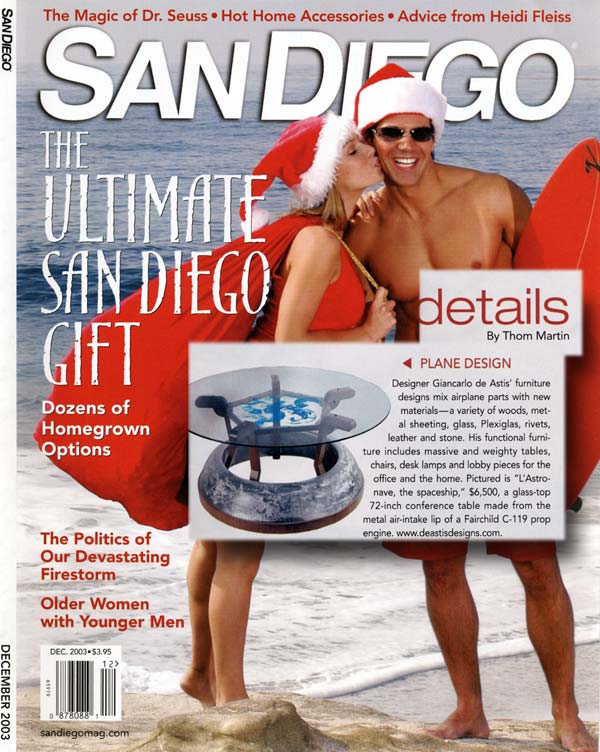 SAN DIEGO
The Magic of Dr. Seuss • Hot Home Accessories • Advice from Heidi Fleiss
SAN DIEGO
THE
ULTIMATE
SAN DIEGO
GIFT
Dozens of
Homegrown
Options
details
By Thom Martin
◄ PLANE DESIGN
Designer Giancarlo de Astis' furniture
designs mix airplane parts with new
materials—a variety of woods, met-
al sheeting, glass, Plexiglas, rivets,
leather and stone. His functional furni-
ture includes massive and weighty tables,
chairs, desk lamps and lobby pieces for the
office and the home. Pictured is "L'Astro-
nave, the spaceship," $6,500, a glass-top
72-inch conference table made from the
metal air-intake lip of a Fairchild C-119 prop
engine. www.deastisdesigns.com.
The Politics of
Our Devastating
Firestorm
Older Women
with Younger Men
DEC. 2003 • $3.95
12>
61659
0 878088 1
sandiegomag.com
DECEMBER 2003